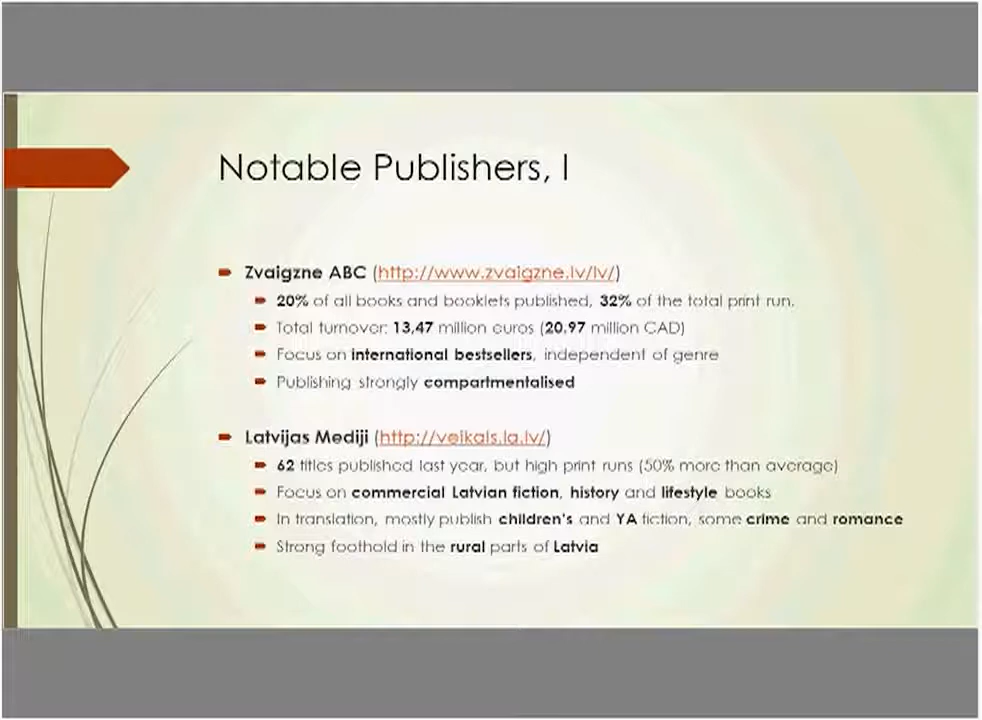 Notable Publishers, I
Zvaigzne ABC (http://www.zvaigzne.lv/lv/)
20% of all books and booklets published, 32% of the total print run.
Total turnover: 13,47 million euros (20,97 million CAD)
Focus on international bestsellers, independent of genre
Publishing strongly compartmentalised
Latvijas Mediji (http://veikals.la.lv/)
62 titles published last year, but high print runs (50% more than average)
Focus on commercial Latvian fiction, history and lifestyle books
In translation, mostly publish children's and YA fiction, some crime and romance
Strong foothold in the rural parts of Latvia